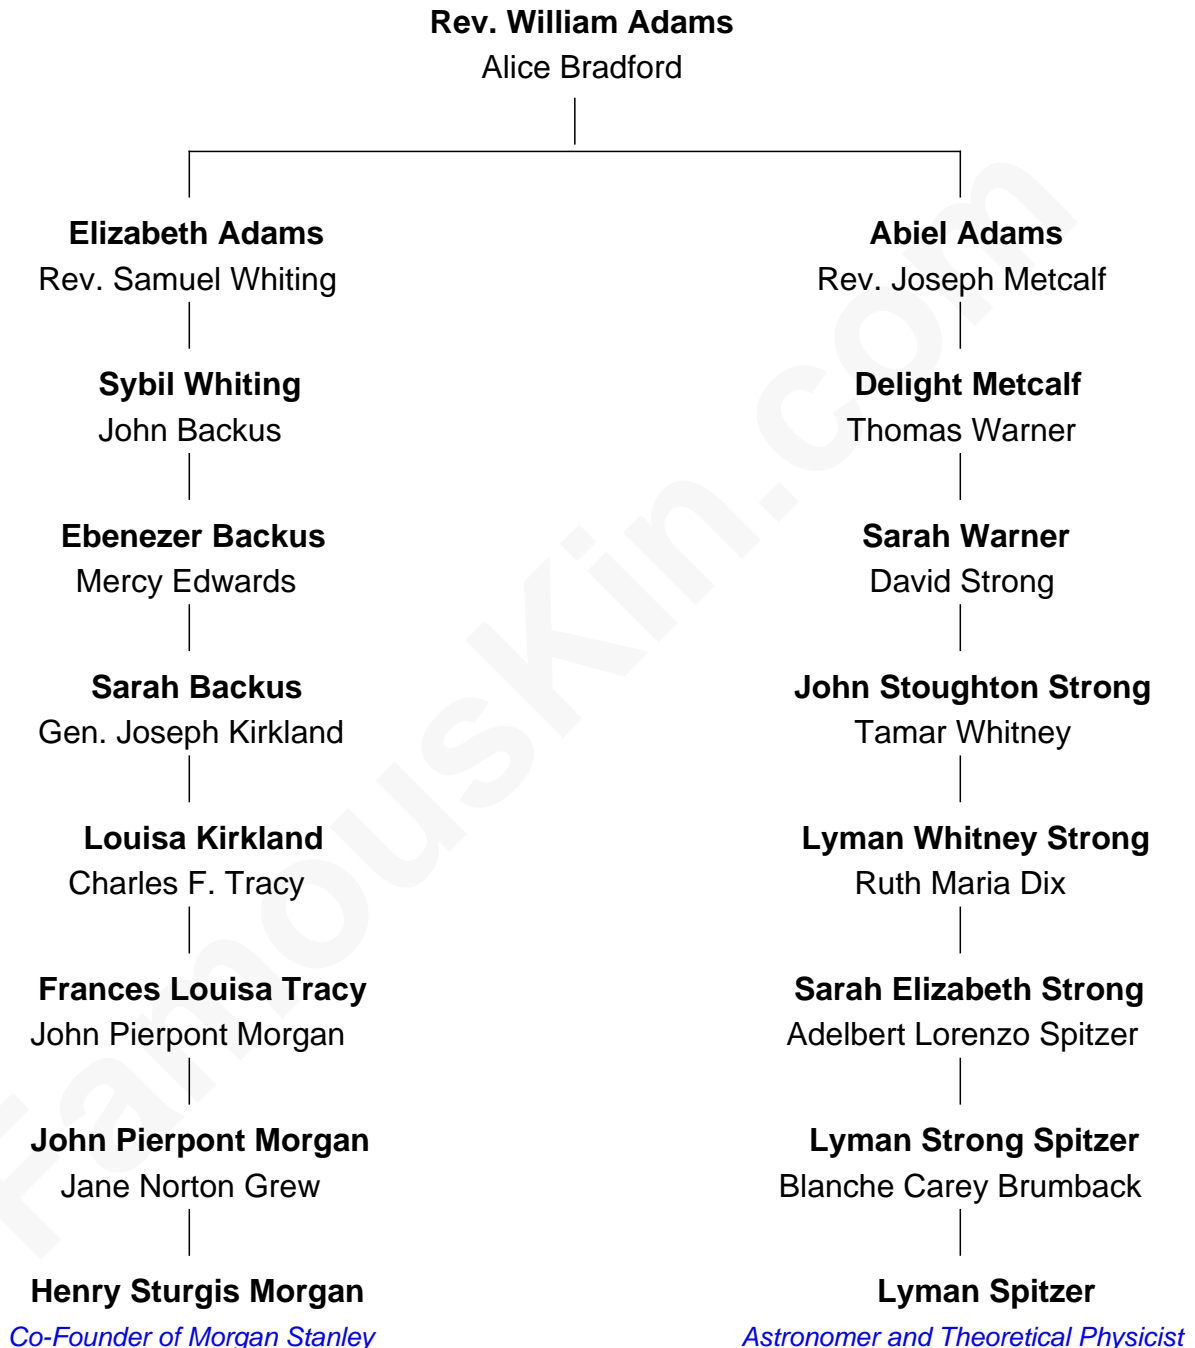 Rev. William Adams
Alice Bradford
Elizabeth Adams
Rev. Samuel Whiting
Abiel Adams
Rev. Joseph Metcalf
Sybil Whiting
John Backus
Delight Metcalf
Thomas Warner
Ebenezer Backus
Mercy Edwards
Sarah Warner
David Strong
Sarah Backus
Gen. Joseph Kirkland
John Stoughton Strong
Tamar Whitney
Louisa Kirkland
Charles F. Tracy
Lyman Whitney Strong
Ruth Maria Dix
Frances Louisa Tracy
John Pierpont Morgan
Sarah Elizabeth Strong
Adelbert Lorenzo Spitzer
John Pierpont Morgan
Jane Norton Grew
Lyman Strong Spitzer
Blanche Carey Brumback
Henry Sturgis Morgan
Co-Founder of Morgan Stanley
Lyman Spitzer
Astronomer and Theoretical Physicist
FamousKin.com